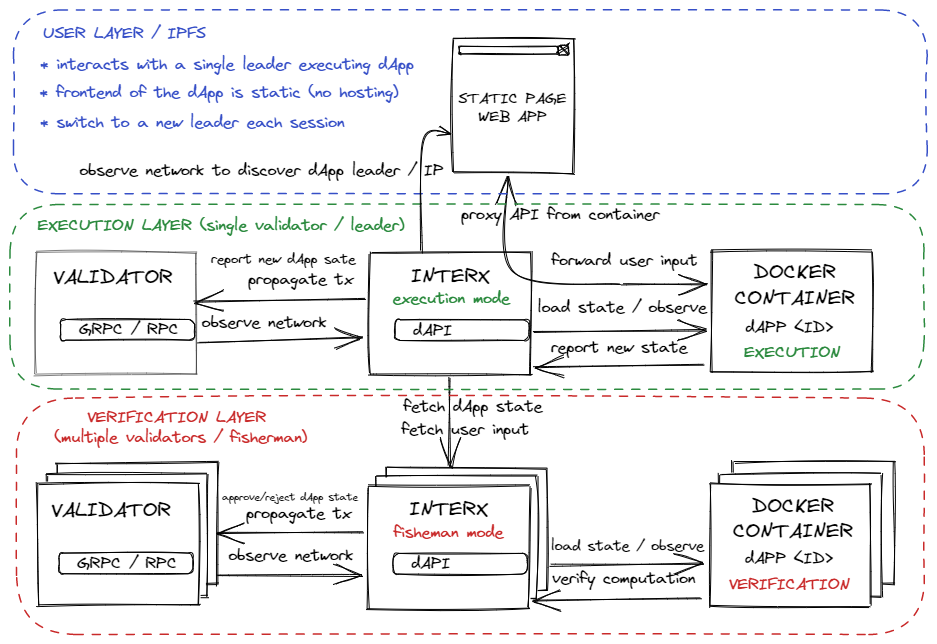 USER LAYER / IPFS
* interacts with a single leader executing dApp
* frontend of the dApp is static (no hosting)
* switch to a new leader each session
STATIC PAGE
WEB APP
observe network to discover dApp leader / IP
proxy API from container
EXECUTION LAYER (single validator / leader)
VALIDATOR
GRPC / RPC
report new dApp sate
propagate tx
observe network
INTERX
execution mode
dAPI
forward user input
load state / observe
report new state
DOCKER
CONTAINER
dAPP <ID>
EXECUTION
fetch dApp state
fetch user input
VERIFICATION LAYER
(multiple validators / fisherman)
VALIDATOR
GRPC / RPC
approve/reject dApp state
propagate tx
observe network
INTERX
fisheman mode
dAPI
load state / observe
verify computation
DOCKER
CONTAINER
dAPP <ID>
VERIFICATION